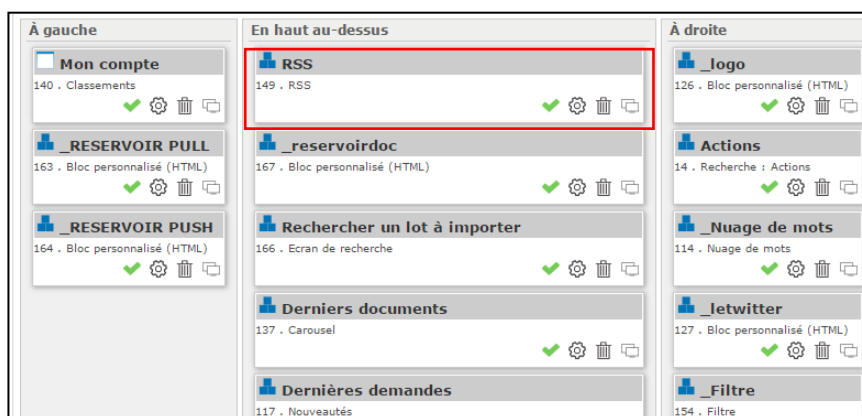 À gauche
Mon compte
140 . Classements
_RESERVOIR PULL
163 . Bloc personnalisé (HTML)
_RESERVOIR PUSH
164 . Bloc personnalisé (HTML)
En haut au-dessus
RSS
149 . RSS
_reservoirdoc
167 . Bloc personnalisé (HTML)
Rechercher un lot à importer
166 . Ecran de recherche
Derniers documents
137 . Carousel
Dernières demandes
117 . Nouveautés
À droite
_logo
126 . Bloc personnalisé (HTML)
Actions
14 . Recherche : Actions
_Nuage de mots
114 . Nuage de mots
_letwitter
127 . Bloc personnalisé (HTML)
_Filtre
154 . Filtre